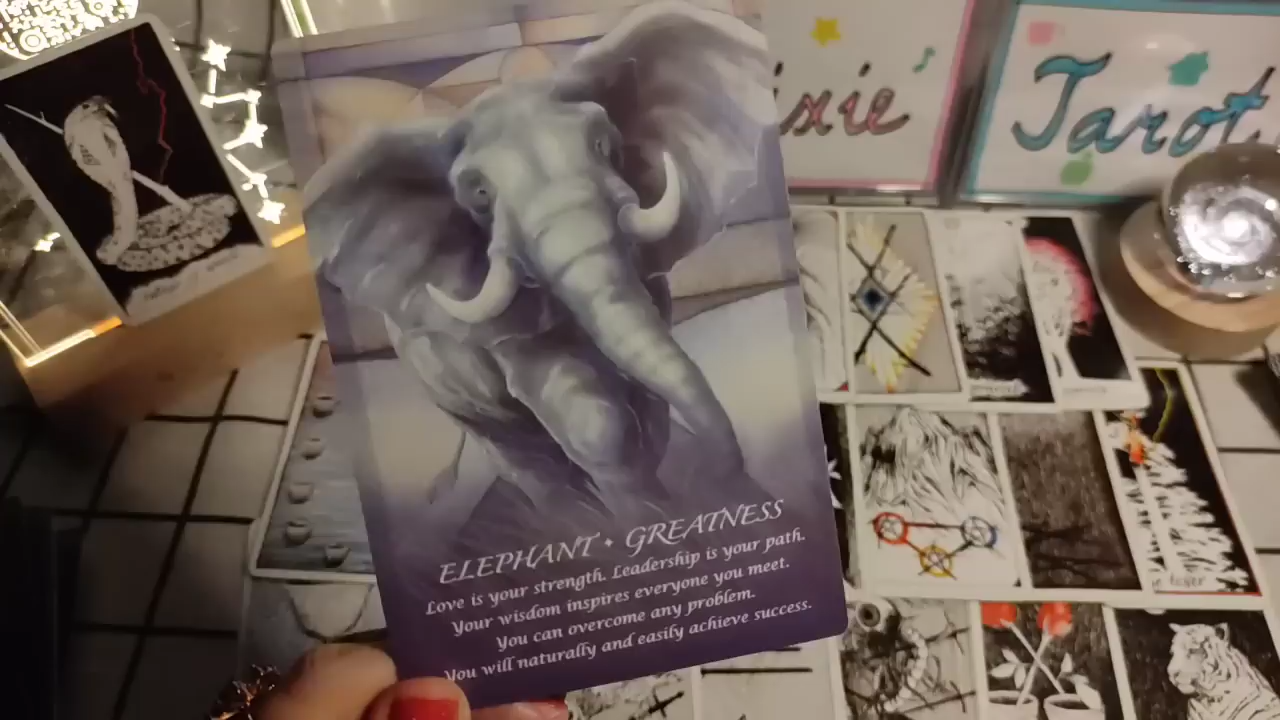 ixie
Tarot
ELEPHANT • GREATNESS
Love is your strength. Leadership is your path.
Your wisdom inspires everyone you meet.
You can overcome any problem.
You will naturally and easily achieve success.